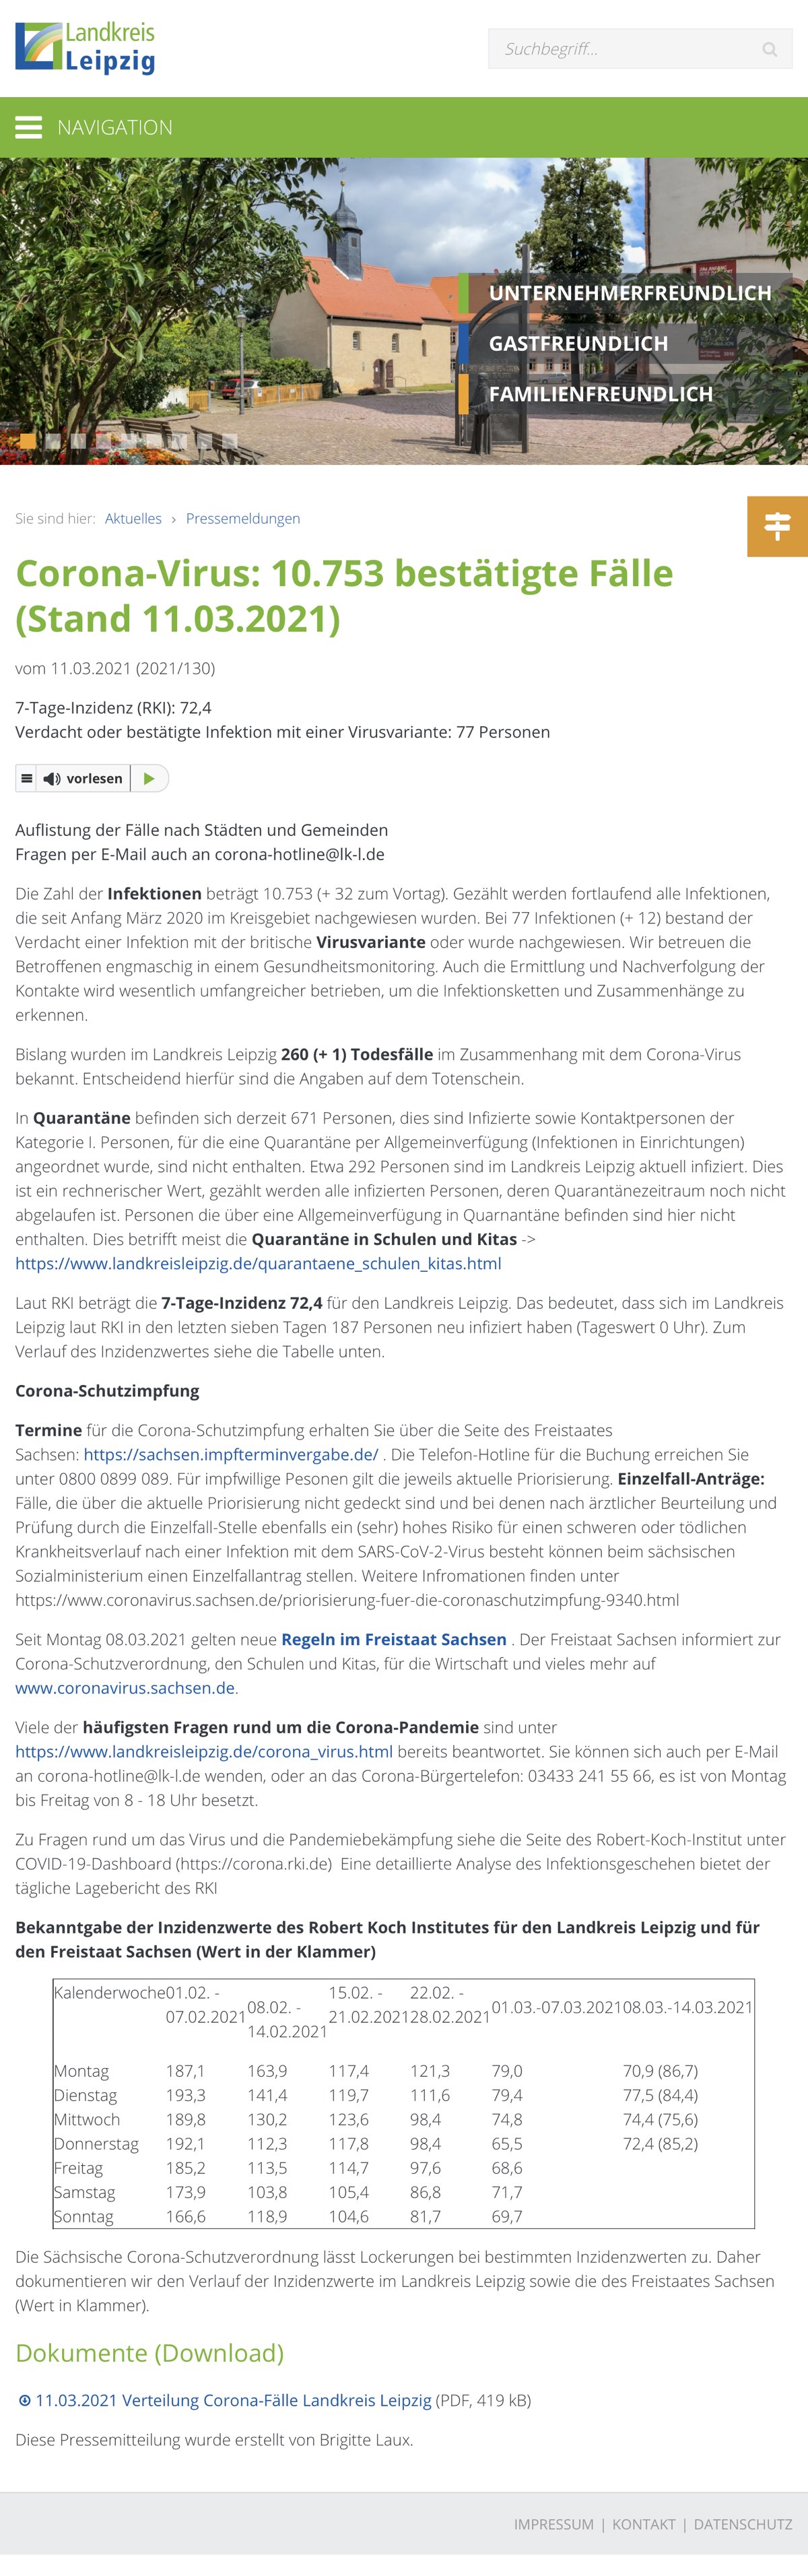 Landkreis
Leipzig
Suchbegriff...
NAVIGATION
UNTERNEHMERFREUNDLICH
GASTFREUNDLICH
FAMILIENFREUNDLICH
Sie sind hier: Aktuelles › Pressemeldungen
Corona-Virus: 10.753 bestätigte Fälle
(Stand 11.03.2021)
vom 11.03.2021 (2021/130)
7-Tage-Inzidenz (RKI): 72,4
Verdacht oder bestätigte Infektion mit einer Virusvariante: 77 Personen
vorlesen
Auflistung der Fälle nach Städten und Gemeinden
Fragen per E-Mail auch an corona-hotline@lk-l.de
Die Zahl der Infektionen beträgt 10.753 (+ 32 zum Vortag). Gezählt werden fortlaufend alle Infektionen,
die seit Anfang März 2020 im Kreisgebiet nachgewiesen wurden. Bei 77 Infektionen (+ 12) bestand der
Verdacht einer Infektion mit der britische Virusvariante oder wurde nachgewiesen. Wir betreuen die
Betroffenen engmaschig in einem Gesundheitsmonitoring. Auch die Ermittlung und Nachverfolgung der
Kontakte wird wesentlich umfangreicher betrieben, um die Infektionsketten und Zusammenhänge zu
erkennen.
Bislang wurden im Landkreis Leipzig 260 (+ 1) Todesfälle im Zusammenhang mit dem Corona-Virus
bekannt. Entscheidend hierfür sind die Angaben auf dem Totenschein.
In Quarantäne befinden sich derzeit 671 Personen, dies sind Infizierte sowie Kontaktpersonen der
Kategorie I. Personen, für die eine Quarantäne per Allgemeinverfügung (Infektionen in Einrichtungen)
angeordnet wurde, sind nicht enthalten. Etwa 292 Personen sind im Landkreis Leipzig aktuell infiziert. Dies
ist ein rechnerischer Wert, gezählt werden alle infizierten Personen, deren Quarantänezeitraum noch nicht
abgelaufen ist. Personen die über eine Allgemeinverfügung in Quarnantäne befinden sind hier nicht
enthalten. Dies betrifft meist die Quarantäne in Schulen und Kitas ->
https://www.landkreisleipzig.de/quarantaene_schulen_kitas.html
Laut RKI beträgt die 7-Tage-Inzidenz 72,4 für den Landkreis Leipzig. Das bedeutet, dass sich im Landkreis
Leipzig laut RKI in den letzten sieben Tagen 187 Personen neu infiziert haben (Tageswert 0 Uhr). Zum
Verlauf des Inzidenzwertes siehe die Tabelle unten.
Corona-Schutzimpfung
Termine für die Corona-Schutzimpfung erhalten Sie über die Seite des Freistaates
Sachsen: https://sachsen.impfterminvergabe.de/ . Die Telefon-Hotline für die Buchung erreichen Sie
unter 0800 0899 089. Für impfwillige Pesonen gilt die jeweils aktuelle Priorisierung. Einzelfall-Anträge:
Fälle, die über die aktuelle Priorisierung nicht gedeckt sind und bei denen nach ärztlicher Beurteilung und
Prüfung durch die Einzelfall-Stelle ebenfalls ein (sehr) hohes Risiko für einen schweren oder tödlichen
Krankheitsverlauf nach einer Infektion mit dem SARS-CoV-2-Virus besteht können beim sächsischen
Sozialministerium einen Einzelfallantrag stellen. Weitere Infromationen finden unter
https://www.coronavirus.sachsen.de/priorisierung-fuer-die-coronaschutzimpfung-9340.html
Seit Montag 08.03.2021 gelten neue Regeln im Freistaat Sachsen . Der Freistaat Sachsen informiert zur
Corona-Schutzverordnung, den Schulen und Kitas, für die Wirtschaft und vieles mehr auf
www.coronavirus.sachsen.de.
Viele der häufigsten Fragen rund um die Corona-Pandemie sind unter
https://www.landkreisleipzig.de/corona_virus.html bereits beantwortet. Sie können sich auch per E-Mail
an corona-hotline@lk-l.de wenden, oder an das Corona-Bürgertelefon: 03433 241 55 66, es ist von Montag
bis Freitag von 8 - 18 Uhr besetzt.
Zu Fragen rund um das Virus und die Pandemiebekämpfung siehe die Seite des Robert-Koch-Institut unter
COVID-19-Dashboard (https://corona.rki.de) Eine detaillierte Analyse des Infektionsgeschehen bietet der
tägliche Lagebericht des RKI
Bekanntgabe der Inzidenzwerte des Robert Koch Institutes für den Landkreis Leipzig und für
den Freistaat Sachsen (Wert in der Klammer)
Kalenderwoche 01.02. - 07.02.2021 08.02. - 14.02.2021 15.02. - 21.02.2021 22.02. - 28.02.2021 01.03.-07.03.2021 08.03.-14.03.2021
Montag 187,1 163,9 117,4 121,3 79,0 70,9 (86,7)
Dienstag 193,3 141,4 119,7 111,6 79,4 77,5 (84,4)
Mittwoch 189,8 130,2 123,6 98,4 74,8 74,4 (75,6)
Donnerstag 192,1 112,3 117,8 98,4 65,5 72,4 (85,2)
Freitag 185,2 113,5 114,7 97,6 68,6
Samstag 173,9 103,8 105,4 86,8 71,7
Sonntag 166,6 118,9 104,6 81,7 69,7
Die Sächsische Corona-Schutzverordnung lässt Lockerungen bei bestimmten Inzidenzwerten zu. Daher
dokumentieren wir den Verlauf der Inzidenzwerte im Landkreis Leipzig sowie die des Freistaates Sachsen
(Wert in Klammer).
Dokumente (Download)
11.03.2021 Verteilung Corona-Fälle Landkreis Leipzig (PDF, 419 kB)
Diese Pressemitteilung wurde erstellt von Brigitte Laux.
IMPRESSUM | KONTAKT | DATENSCHUTZ